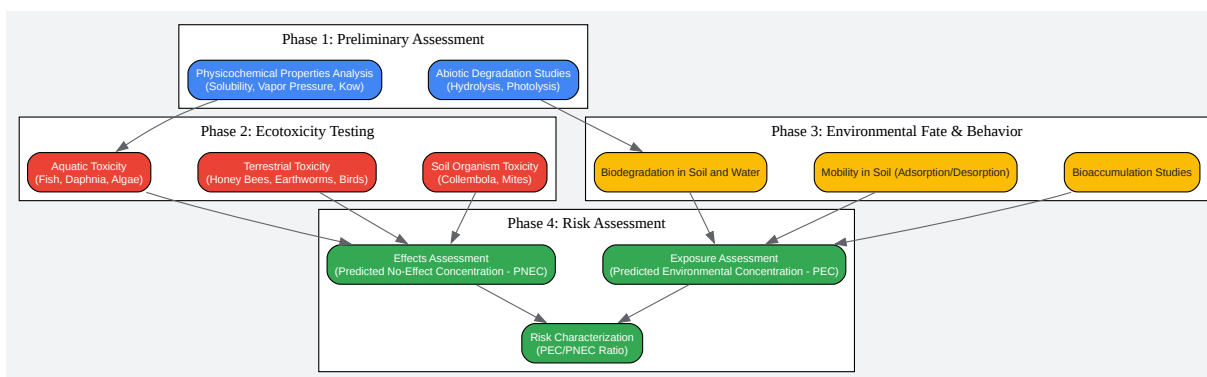 Phase 1: Preliminary Assessment
Physicochemical Properties Analysis
(Solubility, Vapor Pressure, Kow)
Abiotic Degradation Studies
(Hydrolysis, Photolysis)
Phase 2: Ecotoxicity Testing
Aquatic Toxicity
(Fish, Daphnia, Algae)
Terrestrial Toxicity
(Honey Bees, Earthworms, Birds)
Soil Organism Toxicity
(Collembola, Mites)
Phase 3: Environmental Fate & Behavior
Biodegradation in Soil and Water
Mobility in Soil (Adsorption/Desorption)
Bioaccumulation Studies
Phase 4: Risk Assessment
Effects Assessment
(Predicted No-Effect Concentration - PNEC)
Exposure Assessment
(Predicted Environmental Concentration - PEC)
Risk Characterization
(PEC/PNEC Ratio)